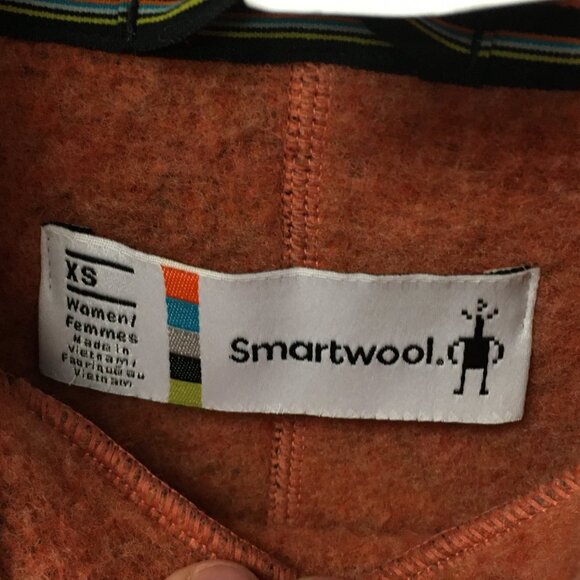 XS
Women/
Femmes
Made in
Vietnam/
Fabriqué au
Vietnam
Smartwool.